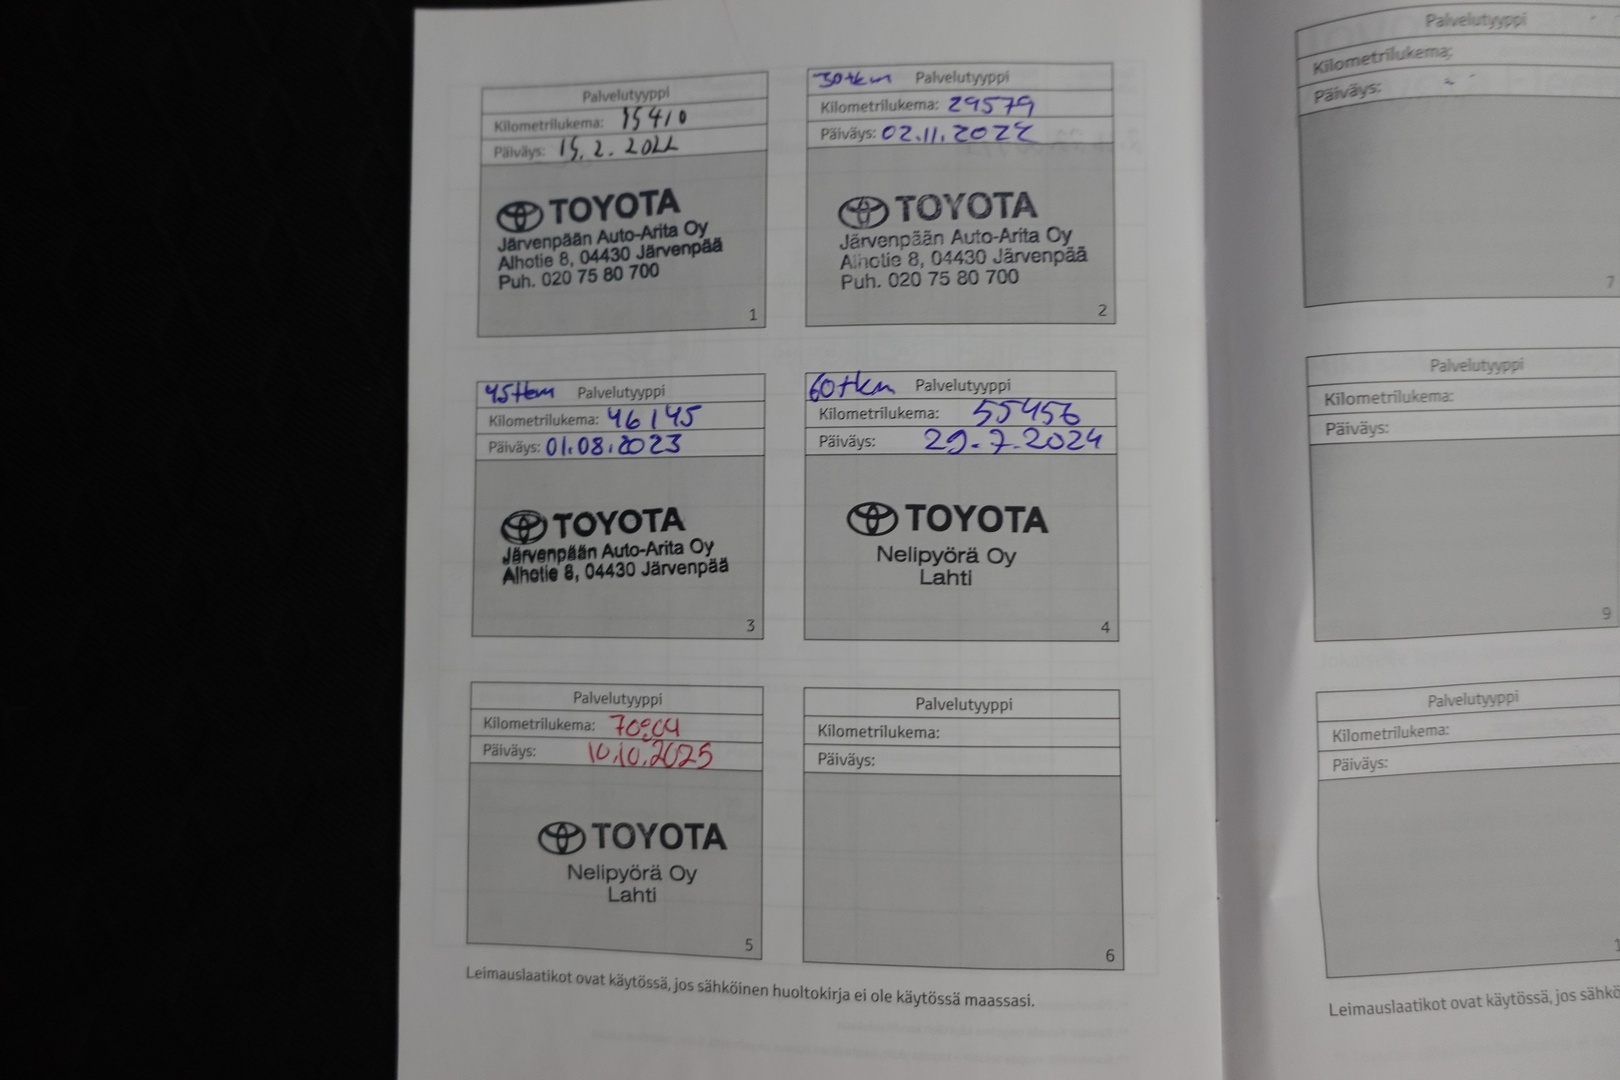 Palvelutyyppi
Kilometrilukema: 15410
Päiväys: 15.2.2022
TOYOTA
Järvenpään Auto-Arita Oy
Alhotie 8, 04430 Järvenpää
Puh. 020 75 80 700
1
30tkm Palvelutyyppi
Kilometrilukema: 29579
Päiväys: 02.11.2022
TOYOTA
Järvenpään Auto-Arita Oy
Alhotie 8, 04430 Järvenpää
Puh. 020 75 80 700
2
45tkm Palvelutyyppi
Kilometrilukema: 46145
Päiväys: 01.08.2023
TOYOTA
Järvenpään Auto-Arita Oy
Alhotie 8, 04430 Järvenpää
3
60tkm Palvelutyyppi
Kilometrilukema: 55456
Päiväys: 29.7.2024
TOYOTA
Nelipyörä Oy
Lahti
4
Palvelutyyppi
Kilometrilukema:
Päiväys: 10.10.2025
TOYOTA
Nelipyörä Oy
Lahti
5
Palvelutyyppi
Kilometrilukema:
Päiväys:
6
Leimauslaatikot ovat käytössä, jos sähköinen huoltokirja ei ole käytössä maassasi.
Palvelutyyppi
Kilometrilukema:
Päiväys:
7
Palvelutyyppi
Kilometrilukema:
Päiväys:
9
Palvelutyyppi
Kilometrilukema:
Päiväys:
Leimauslaatikot ovat käytössä, jos